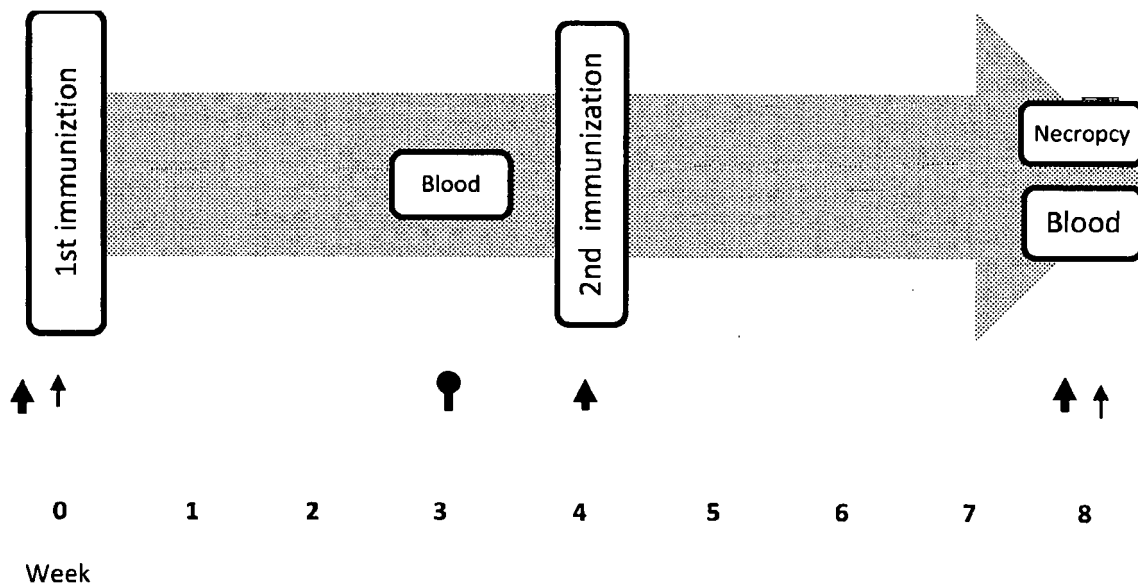 1st immuniztion
Blood
2nd immunization
Necropcy
Blood
0 1 2 3 4 5 6 7 8
Week